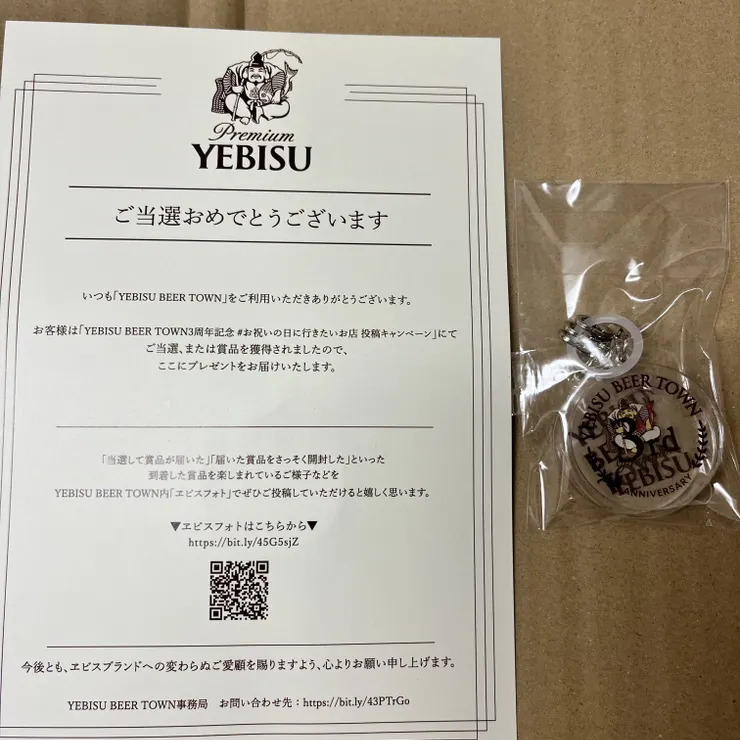 Premium
YEBISU
ご当選おめでとうございます
いつも「YEBISU BEER TOWN」をご利用いただきありがとうございます。
お客様は「YEBISU BEER TOWN3周年記念 #お祝いの日に行きたいお店 投稿キャンペーン」にて
ご当選、または賞品を獲得されましたので、
ここにプレゼントをお届けいたします。
「当選して賞品が届いた」「届いた賞品をさっそく開封した」といった
到着した賞品を楽しまれているご様子などを
YEBISU BEER TOWN内「ヱビスフォト」でぜひご投稿していただけると嬉しく思います。
▼ヱビスフォトはこちらから▼
https://bit.ly/45G5sjZ
今後とも、ヱビスブランドへの変わらぬご愛顧を賜りますよう、心よりお願い申し上げます。
YEBISU BEER TOWN事務局 お問い合わせ先：https://bit.ly/43PTrGo
YEBISU BEER TOWN
3rd
YEBISU
ANNIVERSARY